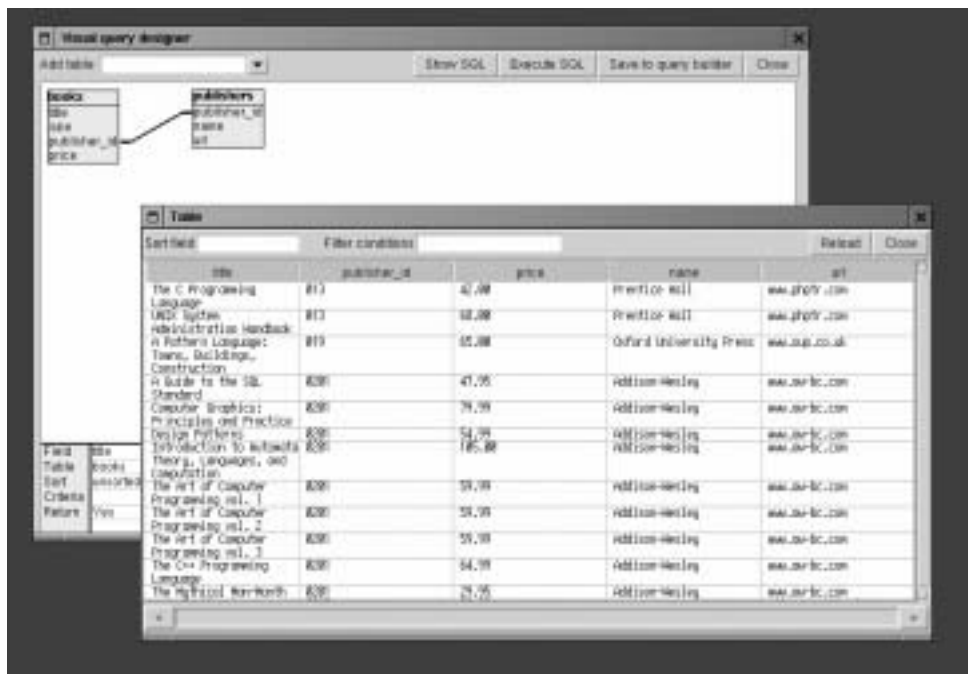 Visual query designer
Add table Show SQL Execute SQL Save to query builder Close
books publishers
title publisher_id
isbn name
publisher_id url
price
Table
Sort field Filter conditions Reload Close
title publisher_id price name url
The C Programming Language 013 42.00 Prentice Hall www.phptr.com
UNIX System Administration Handbook 013 68.00 Prentice Hall www.phptr.com
A Pattern Language: Towns, Buildings, Construction 019 65.00 Oxford University Press www.oup.co.uk
A Guide to the SQL Standard 0201 47.95 Addison-Wesley www.aw-bc.com
Computer Graphics: Principles and Practice 0201 79.99 Addison-Wesley www.aw-bc.com
Design Patterns 0201 54.99 Addison-Wesley www.aw-bc.com
Introduction to Automata Theory, Languages, and Computation 0201 105.00 Addison-Wesley www.aw-bc.com
The Art of Computer Programming vol. 1 0201 59.99 Addison-Wesley www.aw-bc.com
The Art of Computer Programming vol. 2 0201 59.99 Addison-Wesley www.aw-bc.com
The Art of Computer Programming vol. 3 0201 59.99 Addison-Wesley www.aw-bc.com
The C++ Programming Language 0201 64.99 Addison-Wesley www.aw-bc.com
The Mythical Man-Month 0201 29.95 Addison-Wesley www.aw-bc.com
Field title
Table books
Sort unsorted
Criteria
Return Yes